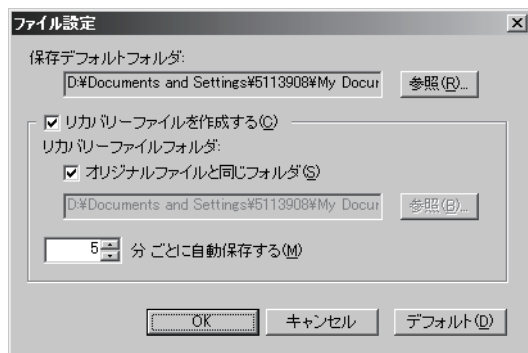 ファイル設定
保存デフォルトフォルダ:
D:¥Documents and Settings¥5113908¥My Docur 参照(R)...
リカバリーファイルを作成する(C)
リカバリーファイルフォルダ:
オリジナルファイルと同じフォルダ(S)
D:¥Documents and Settings¥5113908¥My Docur 参照(B)...
5 分 ごとに自動保存する(M)
OK キャンセル デフォルト(D)